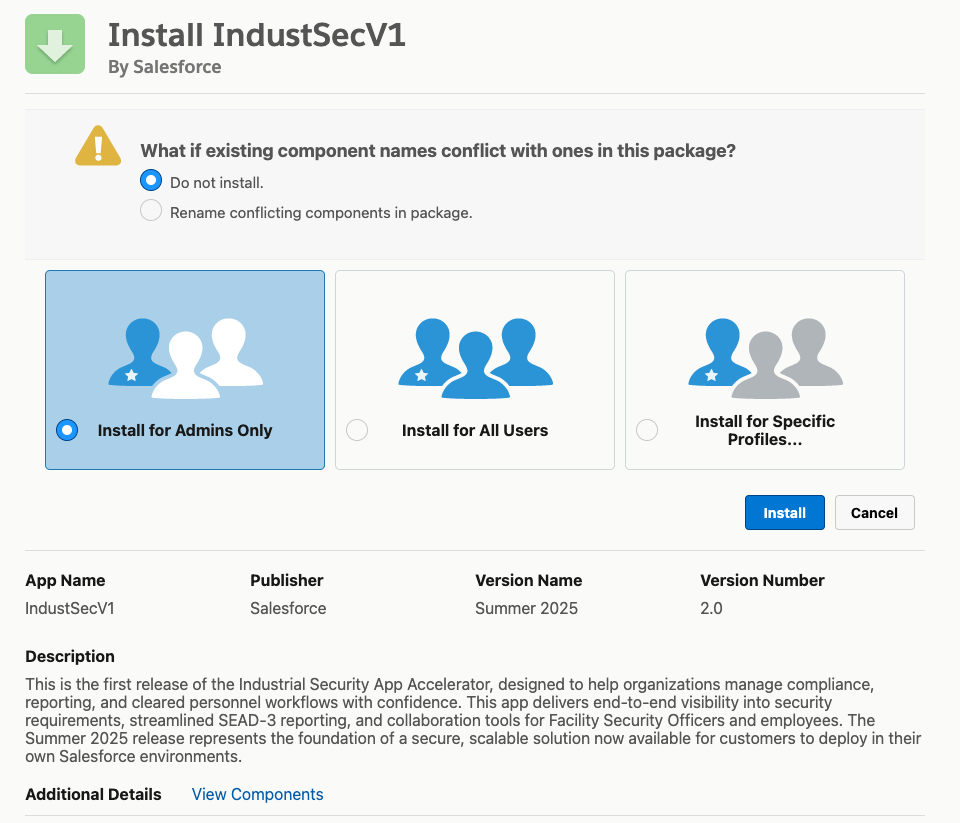 Install IndustSecV1
By Salesforce
What if existing component names conflict with ones in this package?
Do not install.
Rename conflicting components in package.
Install for Admins Only
Install for All Users
Install for Specific
Profiles...
Install
Cancel
App Name
Publisher
Version Name
Version Number
IndustSecV1
Salesforce
Summer 2025
2.0
Description
This is the first release of the Industrial Security App Accelerator, designed to help organizations manage compliance,
reporting, and cleared personnel workflows with confidence. This app delivers end-to-end visibility into security
requirements, streamlined SEAD-3 reporting, and collaboration tools for Facility Security Officers and employees. The
Summer 2025 release represents the foundation of a secure, scalable solution now available for customers to deploy in their
own Salesforce environments.
Additional Details
View Components